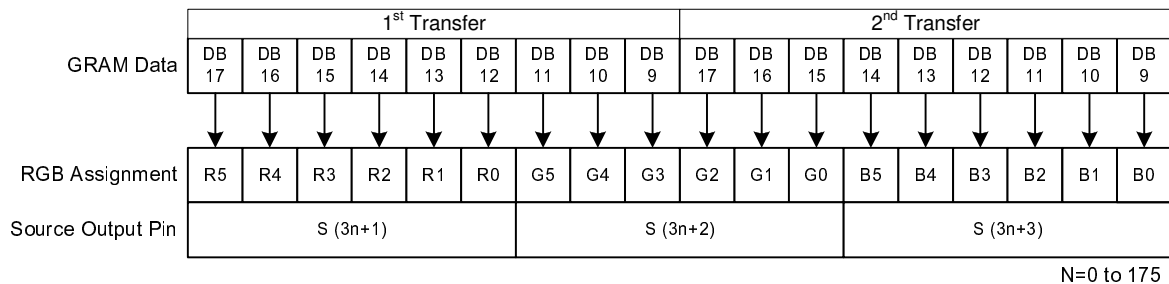 1st Transfer 2nd Transfer
GRAM Data DB 17 DB 16 DB 15 DB 14 DB 13 DB 12 DB 11 DB 10 DB 9 DB 17 DB 16 DB 15 DB 14 DB 13 DB 12 DB 11 DB 10 DB 9
RGB Assignment R5 R4 R3 R2 R1 R0 G5 G4 G3 G2 G1 G0 B5 B4 B3 B2 B1 B0
Source Output Pin S (3n+1) S (3n+2) S (3n+3)
N=0 to 175